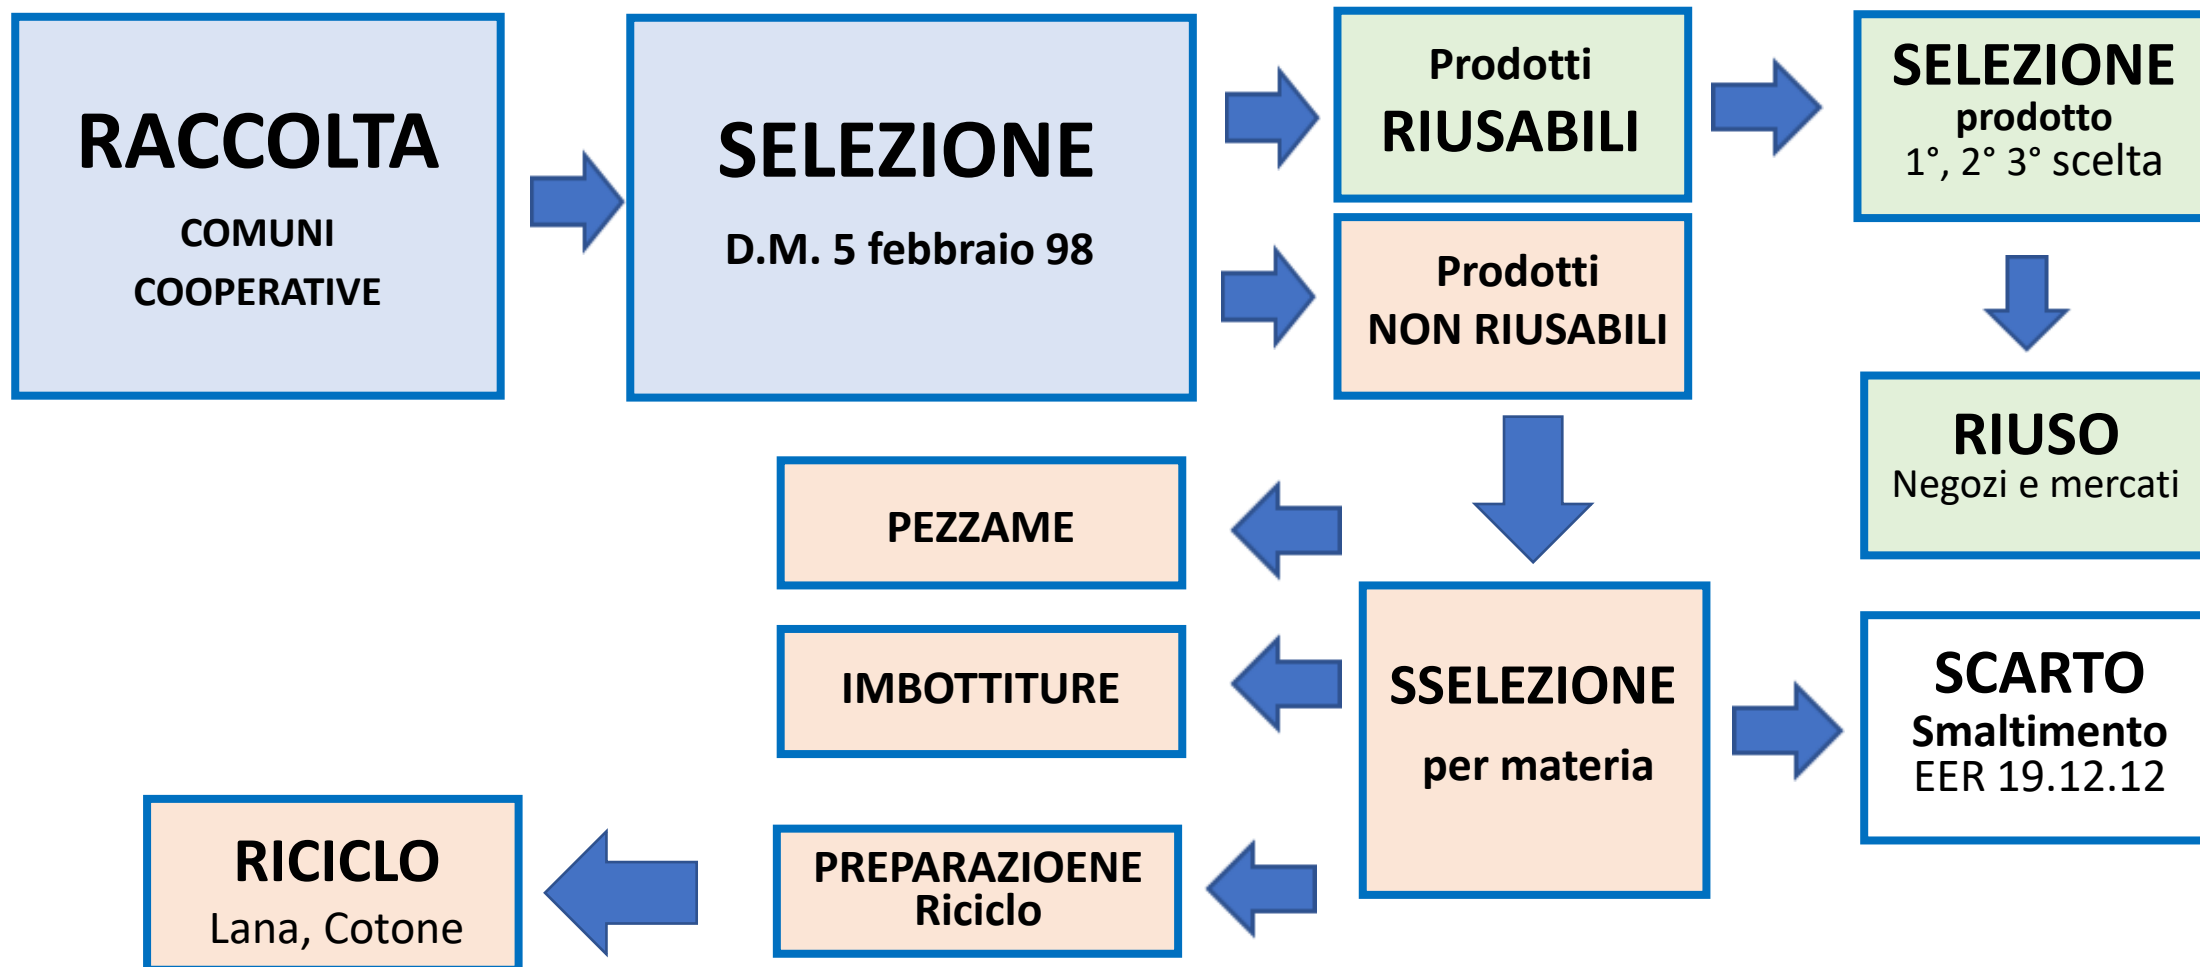 RACCOLTA
COMUNI
COOPERATIVE
SELEZIONE
D.M. 5 febbraio 98
Prodotti
RIUSABILI
Prodotti
NON RIUSABILI
SELEZIONE
prodotto
1°, 2° 3° scelta
RIUSO
Negozi e mercati
PEZZAME
IMBOTTITURE
SSELEZIONE
per materia
SCARTO
Smaltimento
EER 19.12.12
PREPARAZIOENE
Riciclo
RICICLO
Lana, Cotone